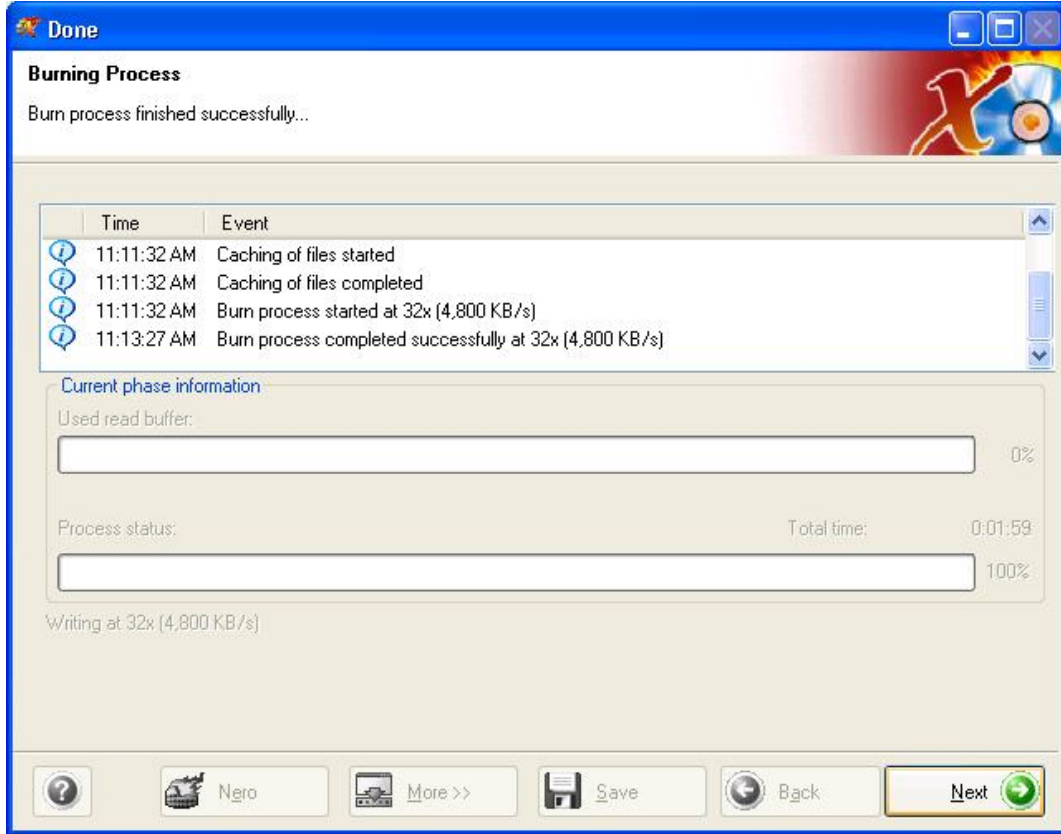 Done
Burning Process
Burn process finished successfully...
Time Event
11:11:32 AM Caching of files started
11:11:32 AM Caching of files completed
11:11:32 AM Burn process started at 32x (4,800 KB/s)
11:13:27 AM Burn process completed successfully at 32x (4,800 KB/s)
Current phase information
Used read buffer:
0%
Process status: Total time: 0:01:59
100%
Writing at 32x (4,800 KB/s)
Nero More >> Save Back Next